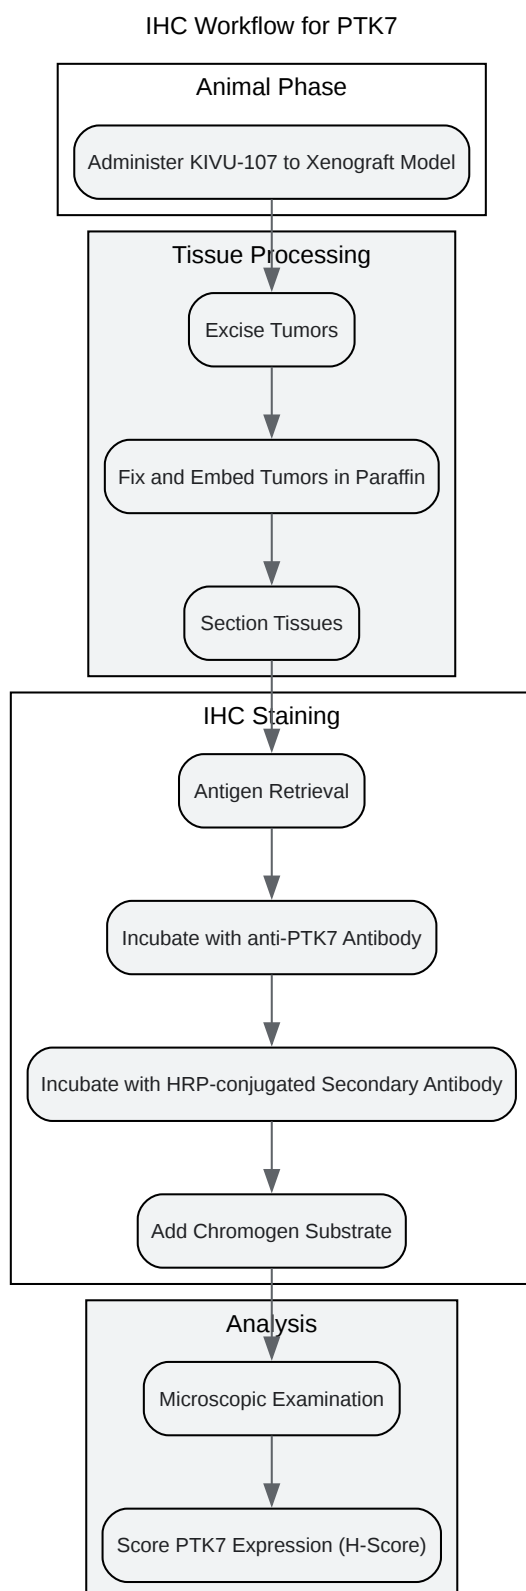 IHC Workflow for PTK7
Animal Phase
Administer KIVU-107 to Xenograft Model
Tissue Processing
Excise Tumors
Fix and Embed Tumors in Paraffin
Section Tissues
IHC Staining
Antigen Retrieval
Incubate with anti-PTK7 Antibody
Incubate with HRP-conjugated Secondary Antibody
Add Chromogen Substrate
Analysis
Microscopic Examination
Score PTK7 Expression (H-Score)